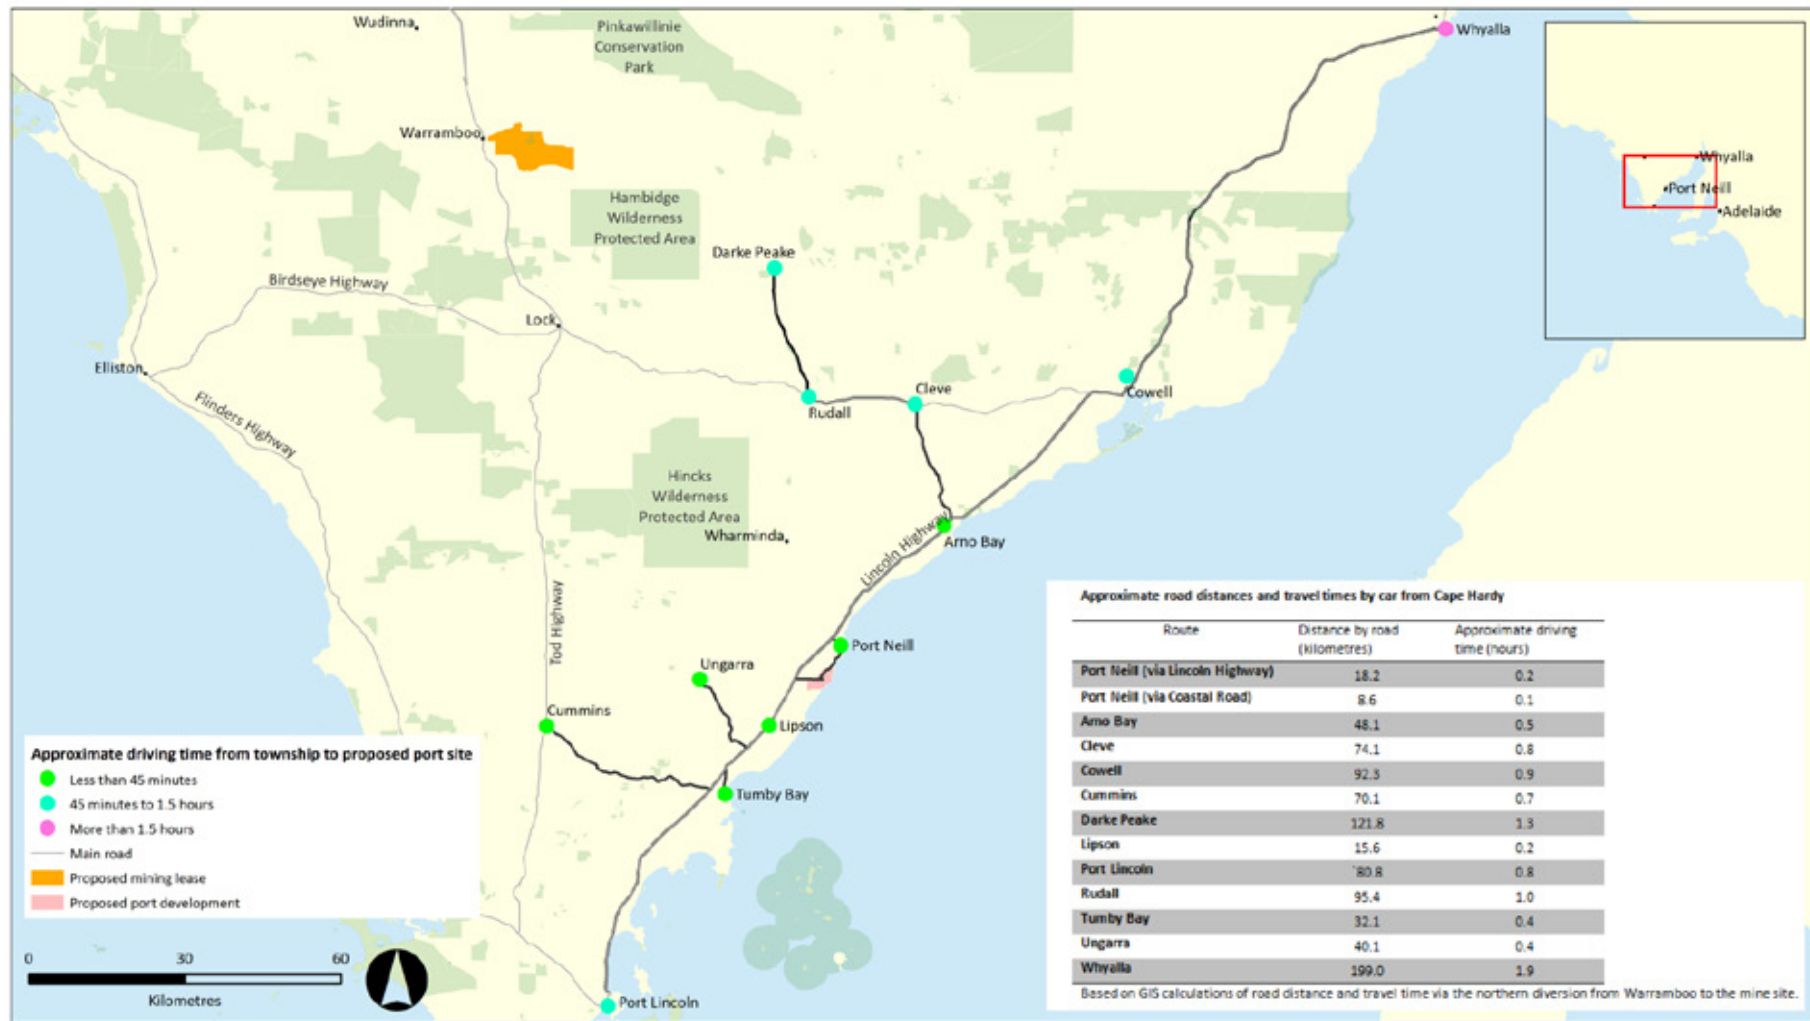 Wudinna
Pinkawillinie
Conservation
Park
Whyalla
Warramboo
Hambidge
Wilderness
Protected Area
Darke Peake
Birdseye Highway
Lock
Elliston
Flinders Highway
Rudall
Cleve
Cowell
Hincks
Wilderness
Protected Area
Wharminda
Lincoln Highway
Arno Bay
Tod Highway
Port Neill
Ungarra
Cummins
Lipson
Tumby Bay
Port Lincoln
Whyalla
Port Neill
Adelaide
Approximate driving time from township to proposed port site
Less than 45 minutes
45 minutes to 1.5 hours
More than 1.5 hours
Main road
Proposed mining lease
Proposed port development
0 30 60
Kilometres
Approximate road distances and travel times by car from Cape Hardy
Route Distance by road Approximate driving
(kilometres) time (hours)
Port Neill (via Lincoln Highway) 18.2 0.2
Port Neill (via Coastal Road) 8.6 0.1
Arno Bay 48.1 0.5
Cleve 74.1 0.8
Cowell 92.3 0.9
Cummins 70.1 0.7
Darke Peake 121.8 1.3
Lipson 15.6 0.2
Port Lincoln `80.8 0.8
Rudall 95.4 1.0
Tumby Bay 32.1 0.4
Ungarra 40.1 0.4
Whyalla 199.0 1.9
Based on GIS calculations of road distance and travel time via the northern diversion from Warramboo to the mine site.